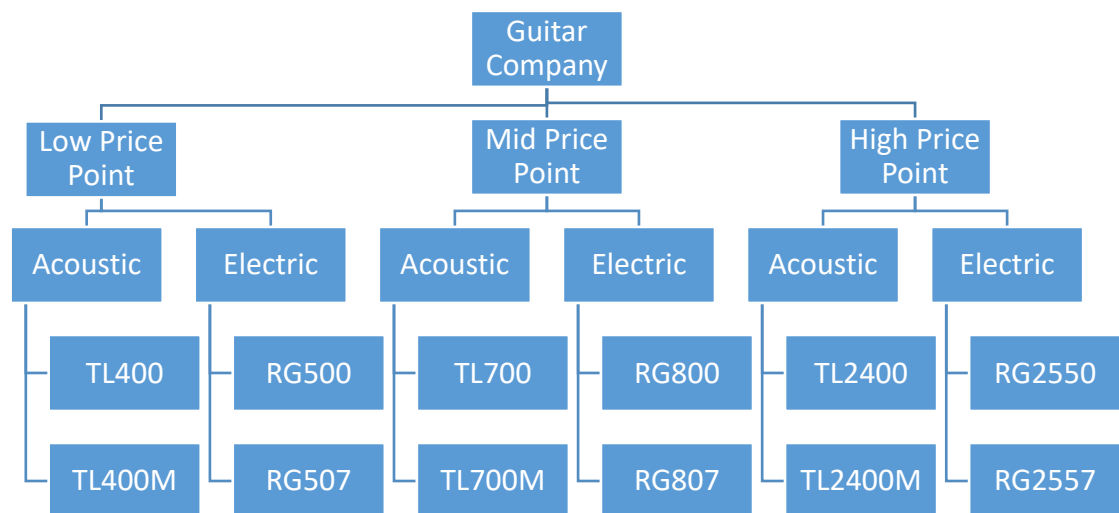 Guitar
Company
Low Price
Point
Mid Price
Point
High Price
Point
Acoustic
Electric
Acoustic
Electric
Acoustic
Electric
TL400
RG500
TL700
RG800
TL2400
RG2550
TL400M
RG507
TL700M
RG807
TL2400M
RG2557